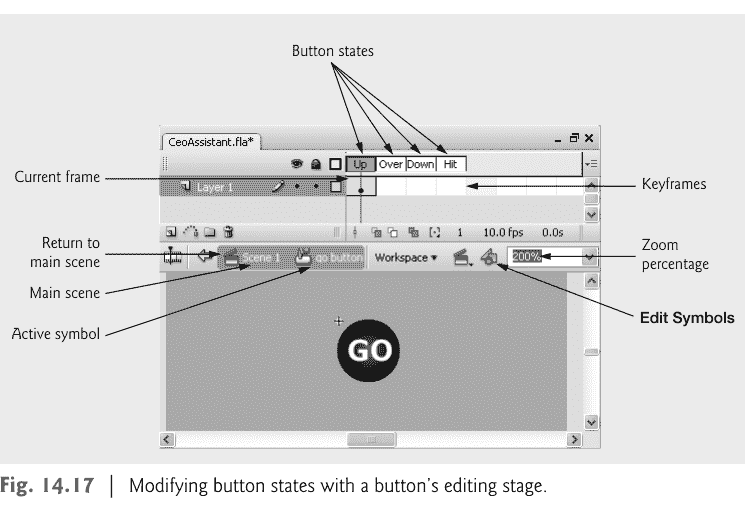 Button states
CeoAssistant.fla*
Up Over Down Hit
Current frame
Layer 1
Keyframes
1 10.0 fps 0.0s
Return to
main scene
Scene 1 go button Workspace 200%
Zoom
percentage
Main scene
Active symbol
Edit Symbols
GO
Fig. 14.17 | Modifying button states with a button's editing stage.